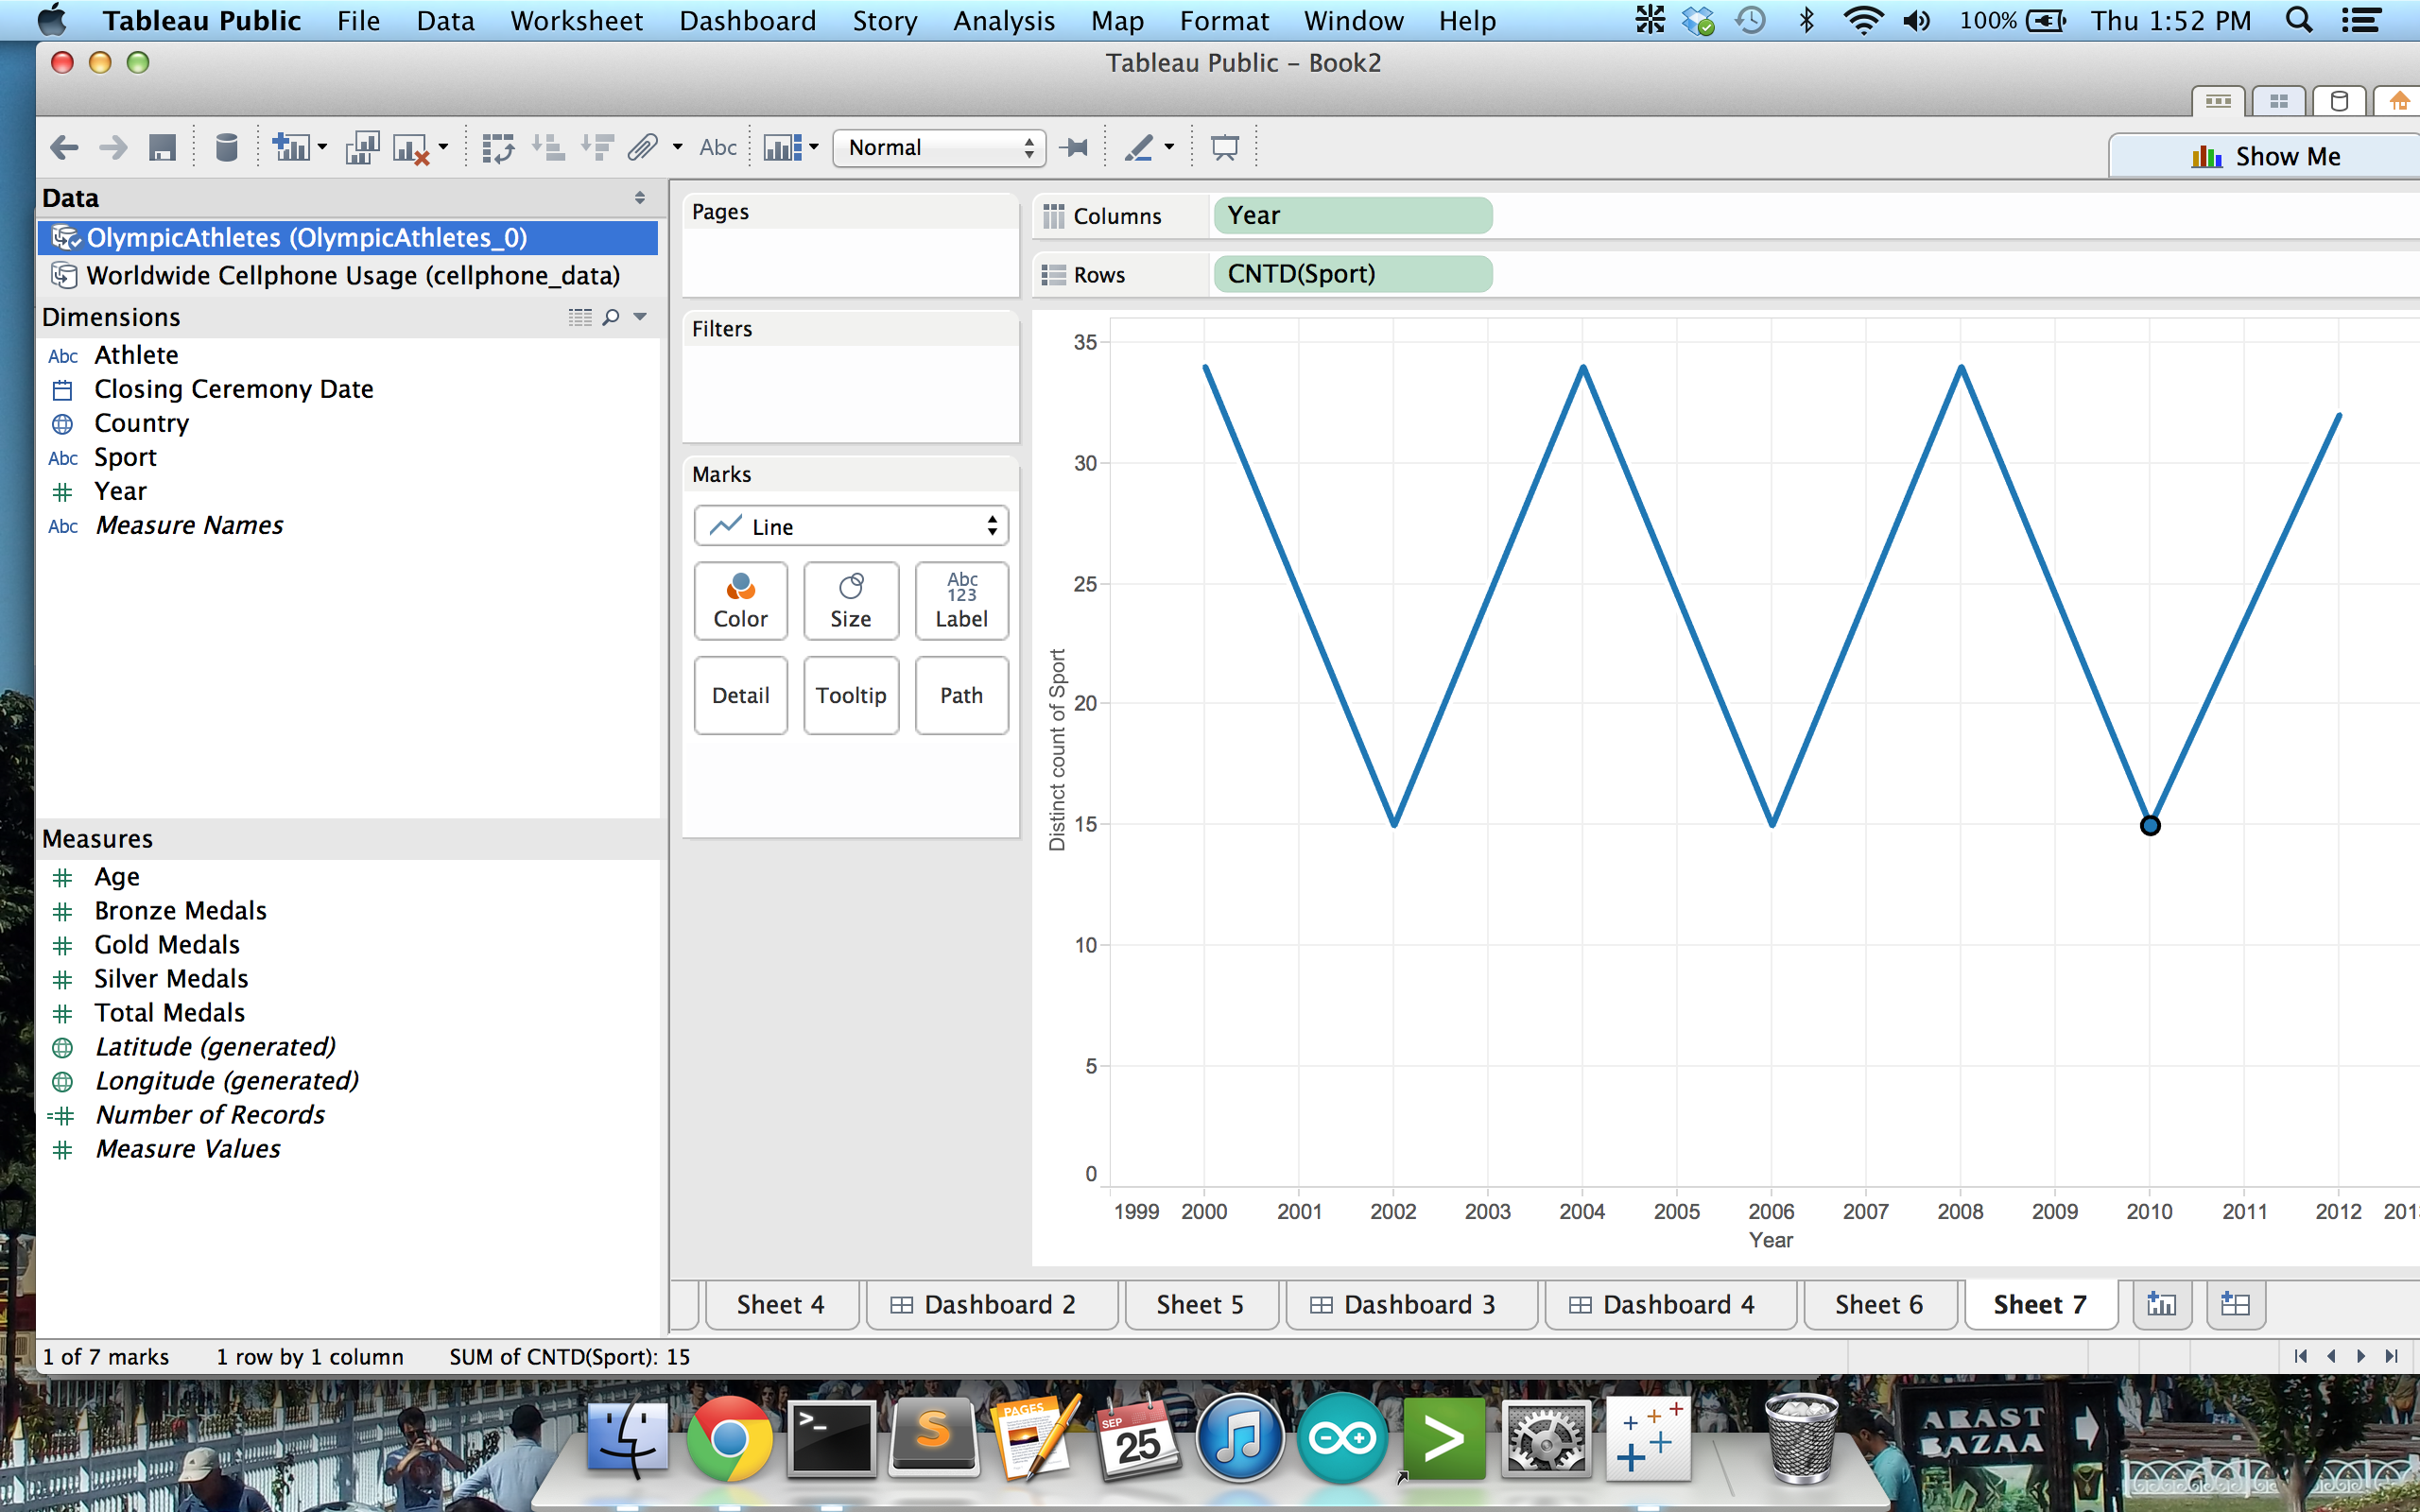 Tableau Public File Data Worksheet Dashboard Story Analysis Map Format Window Help 100% Thu 1:52 PM
Tableau Public – Book2
Abc Normal Show Me
Data
OlympicAthletes (OlympicAthletes_0)
Worldwide Cellphone Usage (cellphone_data)
Dimensions
Abc Athlete
Closing Ceremony Date
Country
Abc Sport
# Year
Abc Measure Names
Measures
# Age
# Bronze Medals
# Gold Medals
# Silver Medals
# Total Medals
Latitude (generated)
Longitude (generated)
=# Number of Records
# Measure Values
Pages
Filters
Marks
Line
Color
Size
Abc
123
Label
Detail
Tooltip
Path
Columns Year
Rows CNTD(Sport)
Distinct count of Sport
35
30
25
20
15
10
5
0
1999 2000 2001 2002 2003 2004 2005 2006 2007 2008 2009 2010 2011 2012 201
Year
Sheet 4 Dashboard 2 Sheet 5 Dashboard 3 Dashboard 4 Sheet 6 Sheet 7
1 of 7 marks 1 row by 1 column SUM of CNTD(Sport): 15
>_
S
PAGES
SEP
25
>
ARAST
BAZAA